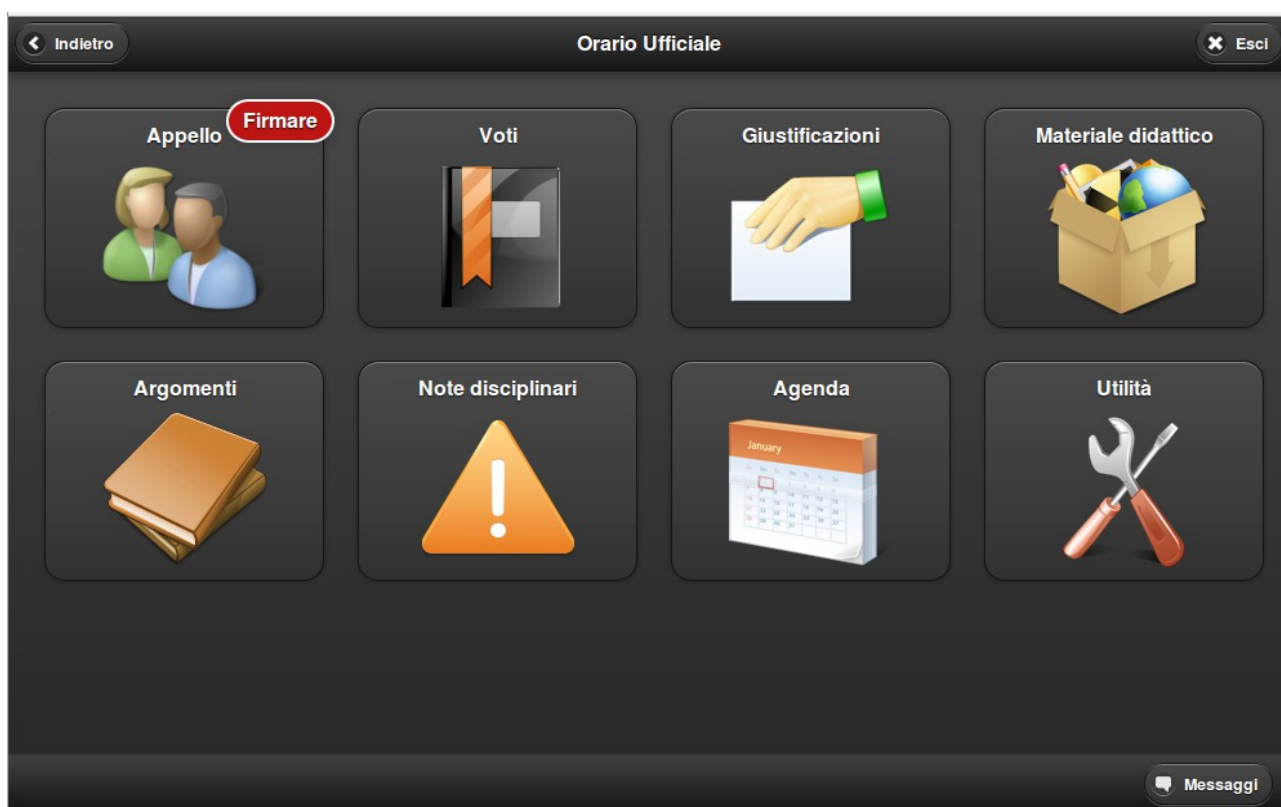 Indietro
Orario Ufficiale
Esci
Appello
Firmare
Voti
Giustificazioni
Materiale didattico
Argomenti
Note disciplinari
Agenda
Utilità
January
Messaggi